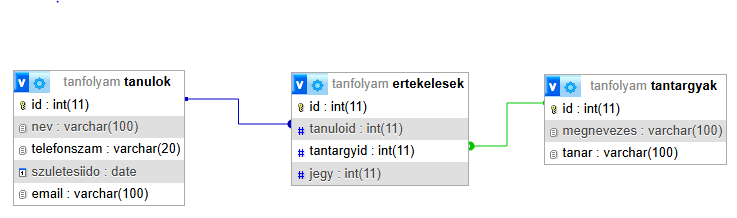 tanfolyam tanulok
id : int(11)
nev : varchar(100)
telefonszam : varchar(20)
szuletesiido : date
email : varchar(100)
tanfolyam ertekelesek
id : int(11)
tanuloid : int(11)
tantargyid : int(11)
jegy : int(11)
tanfolyam tantargyak
id : int(11)
megnevezes : varchar(100)
tanar : varchar(100)